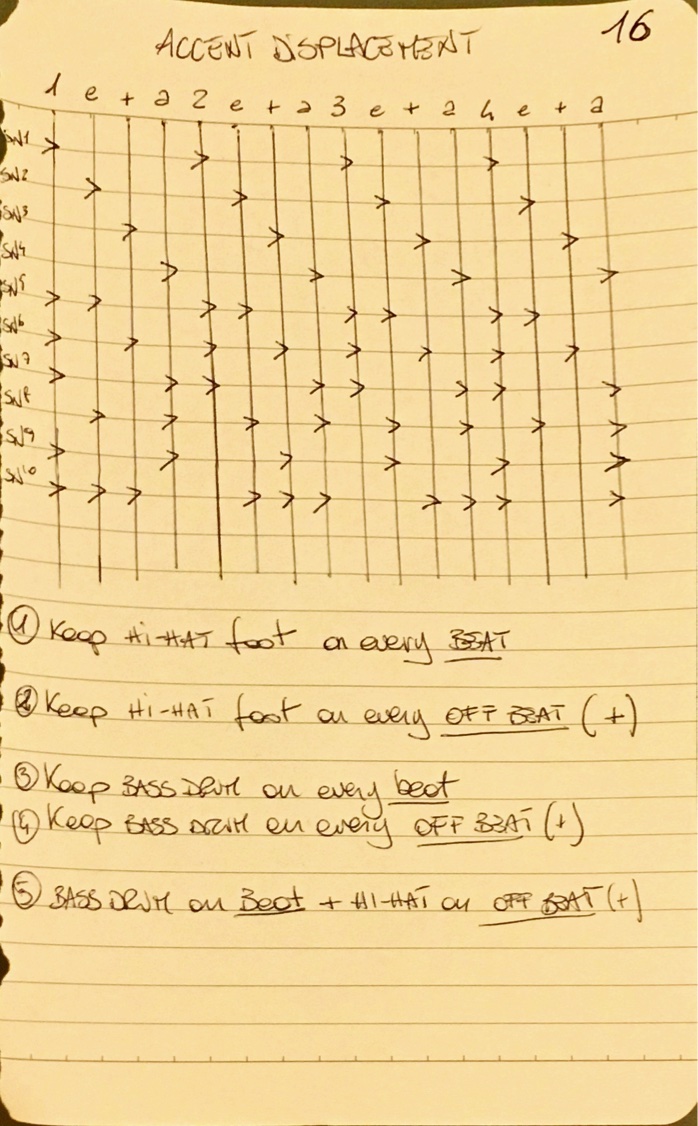 16
ACCENT DISPLACEMENT
1 e + a 2 e + a 3 e + a 4 e + a
SN1 > > > >
SN2 > > > >
SN3 > > > >
SN4 > > > >
SN5 > > > > > > > >
SN6 > > > > > > > >
SN7 > > > > > > > >
SN8 > > > > > > > >
SN9 > > > > > >
SN10 > > > > > > > > > >
① Keep Hi-HAT foot on every BEAT
② Keep Hi-HAT foot on every OFF BEAT (+)
③ Keep BASS DRUM on every beat
④ Keep BASS DRUM on every OFF BEAT (+)
⑤ BASS DRUM on Beat + HI-HAT on OFF BEAT (+)